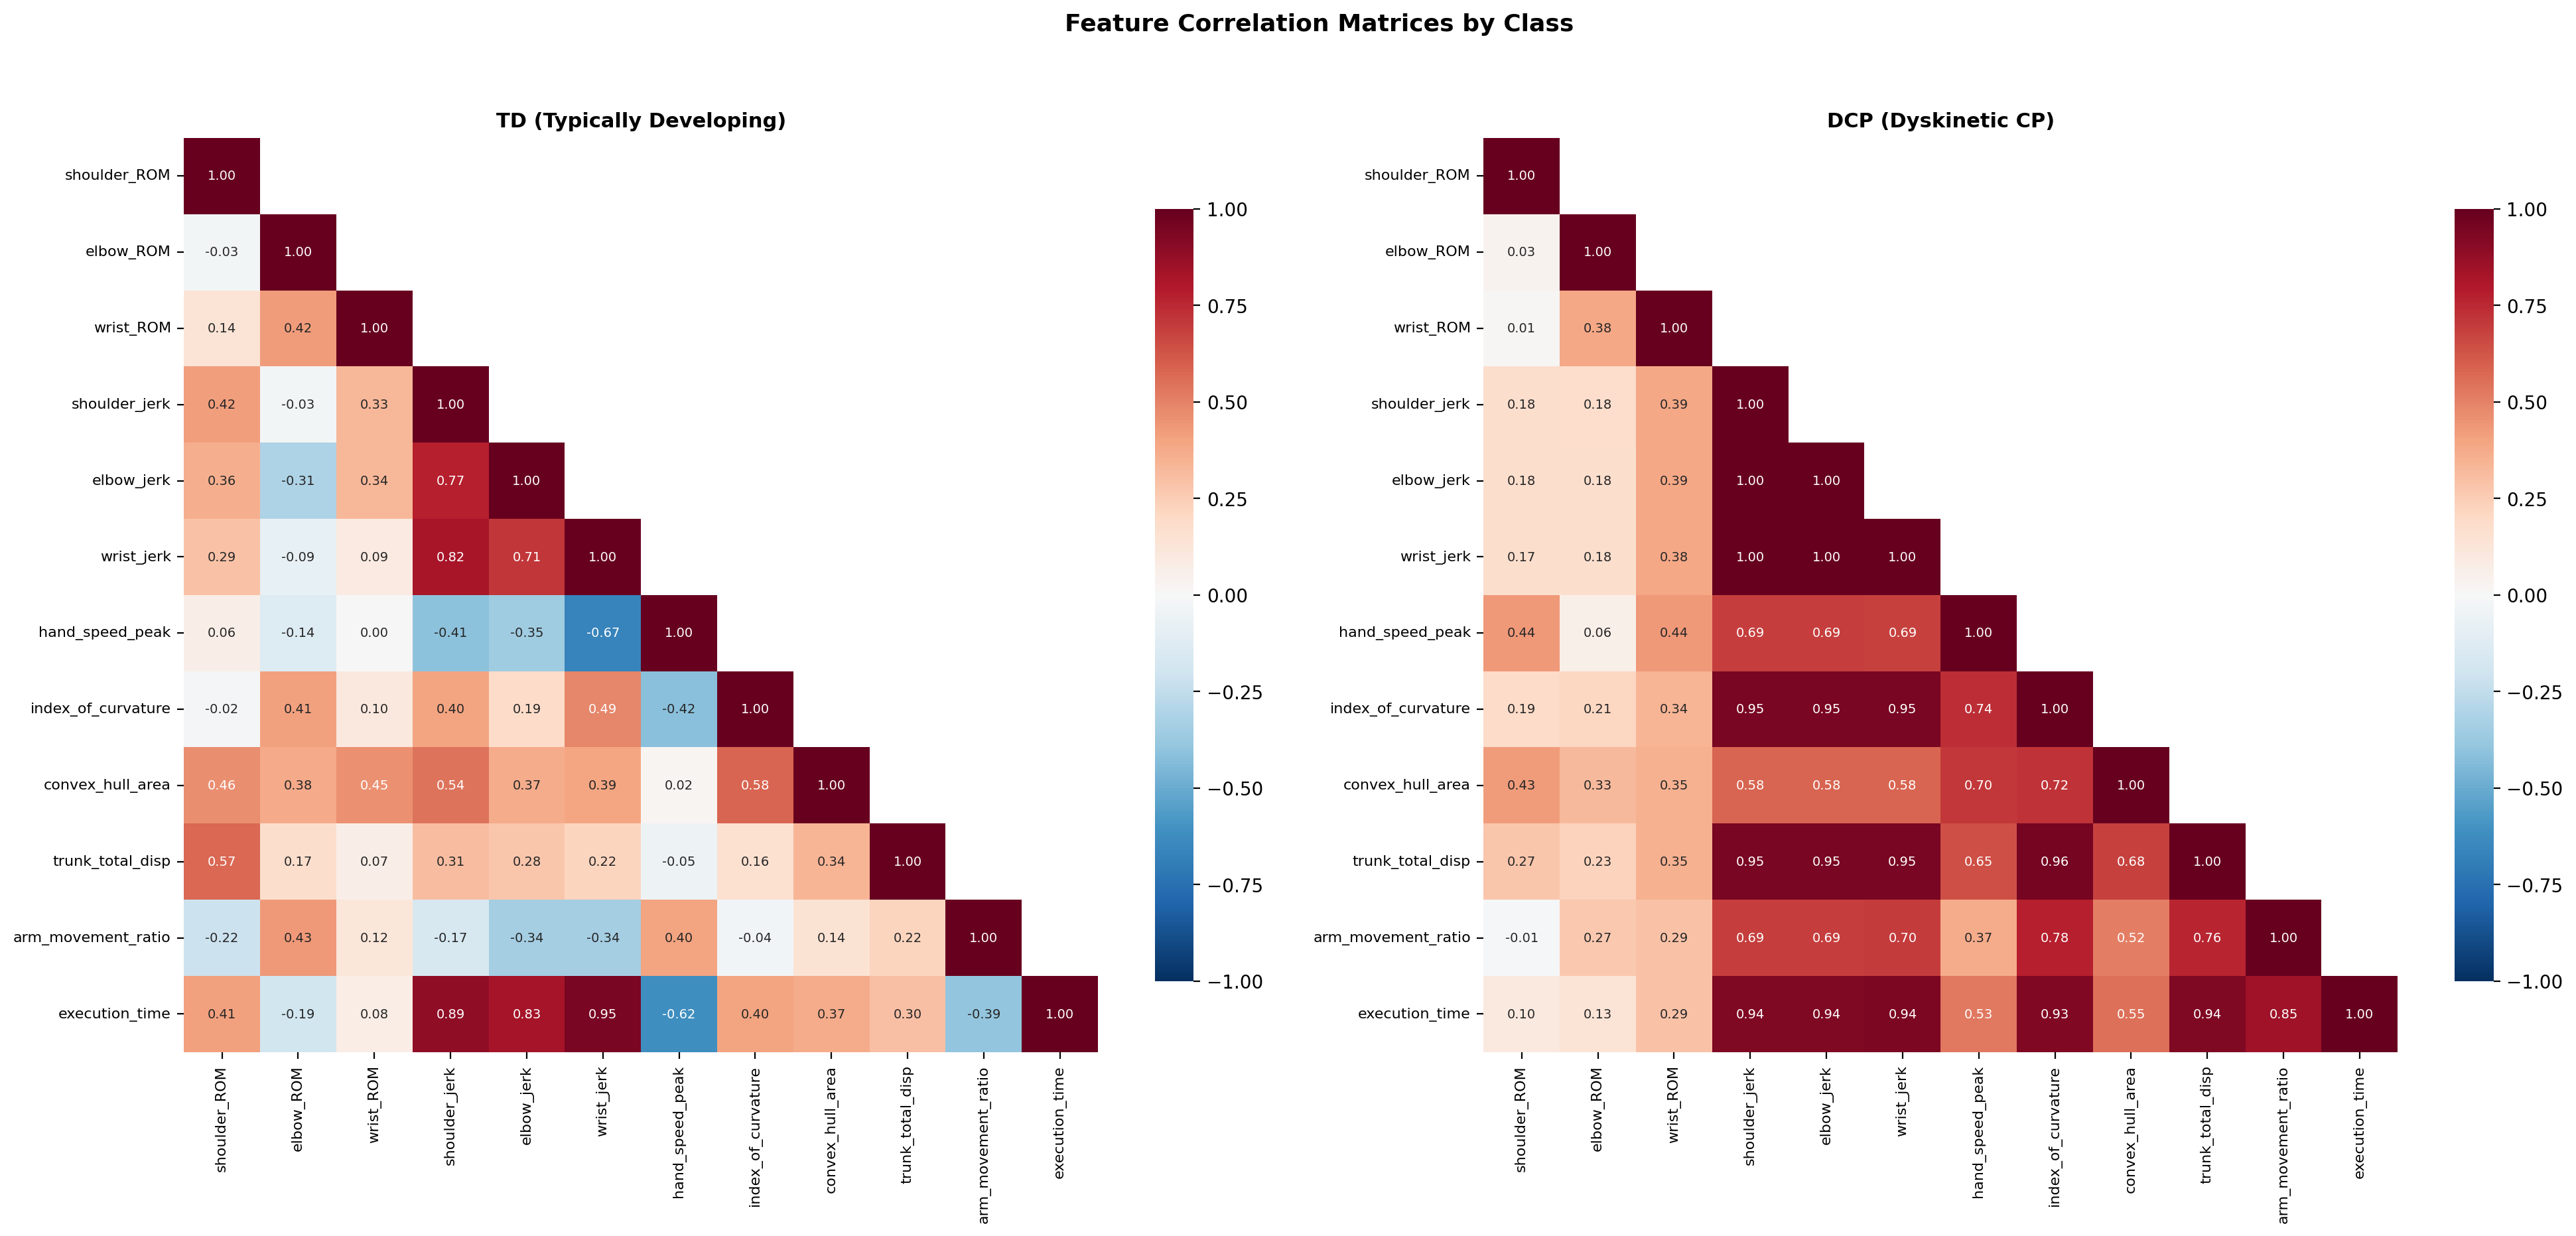 Feature Correlation Matrices by Class
TD (Typically Developing)
shoulder_ROM 1.00
elbow_ROM -0.03 1.00
wrist_ROM 0.14 0.42 1.00
shoulder_jerk 0.42 -0.03 0.33 1.00
elbow_jerk 0.36 -0.31 0.34 0.77 1.00
wrist_jerk 0.29 -0.09 0.09 0.82 0.71 1.00
hand_speed_peak 0.06 -0.14 0.00 -0.41 -0.35 -0.67 1.00
index_of_curvature -0.02 0.41 0.10 0.40 0.19 0.49 -0.42 1.00
convex_hull_area 0.46 0.38 0.45 0.54 0.37 0.39 0.02 0.58 1.00
trunk_total_disp 0.57 0.17 0.07 0.31 0.28 0.22 -0.05 0.16 0.34 1.00
arm_movement_ratio -0.22 0.43 0.12 -0.17 -0.34 -0.34 0.40 -0.04 0.14 0.22 1.00
execution_time 0.41 -0.19 0.08 0.89 0.83 0.95 -0.62 0.40 0.37 0.30 -0.39 1.00
shoulder_ROM
elbow_ROM
wrist_ROM
shoulder_jerk
elbow_jerk
wrist_jerk
hand_speed_peak
index_of_curvature
convex_hull_area
trunk_total_disp
arm_movement_ratio
execution_time
1.00
0.75
0.50
0.25
0.00
−0.25
−0.50
−0.75
−1.00
DCP (Dyskinetic CP)
shoulder_ROM 1.00
elbow_ROM 0.03 1.00
wrist_ROM 0.01 0.38 1.00
shoulder_jerk 0.18 0.18 0.39 1.00
elbow_jerk 0.18 0.18 0.39 1.00 1.00
wrist_jerk 0.17 0.18 0.38 1.00 1.00 1.00
hand_speed_peak 0.44 0.06 0.44 0.69 0.69 0.69 1.00
index_of_curvature 0.19 0.21 0.34 0.95 0.95 0.95 0.74 1.00
convex_hull_area 0.43 0.33 0.35 0.58 0.58 0.58 0.70 0.72 1.00
trunk_total_disp 0.27 0.23 0.35 0.95 0.95 0.95 0.65 0.96 0.68 1.00
arm_movement_ratio -0.01 0.27 0.29 0.69 0.69 0.70 0.37 0.78 0.52 0.76 1.00
execution_time 0.10 0.13 0.29 0.94 0.94 0.94 0.53 0.93 0.55 0.94 0.85 1.00
shoulder_ROM
elbow_ROM
wrist_ROM
shoulder_jerk
elbow_jerk
wrist_jerk
hand_speed_peak
index_of_curvature
convex_hull_area
trunk_total_disp
arm_movement_ratio
execution_time
1.00
0.75
0.50
0.25
0.00
−0.25
−0.50
−0.75
−1.00